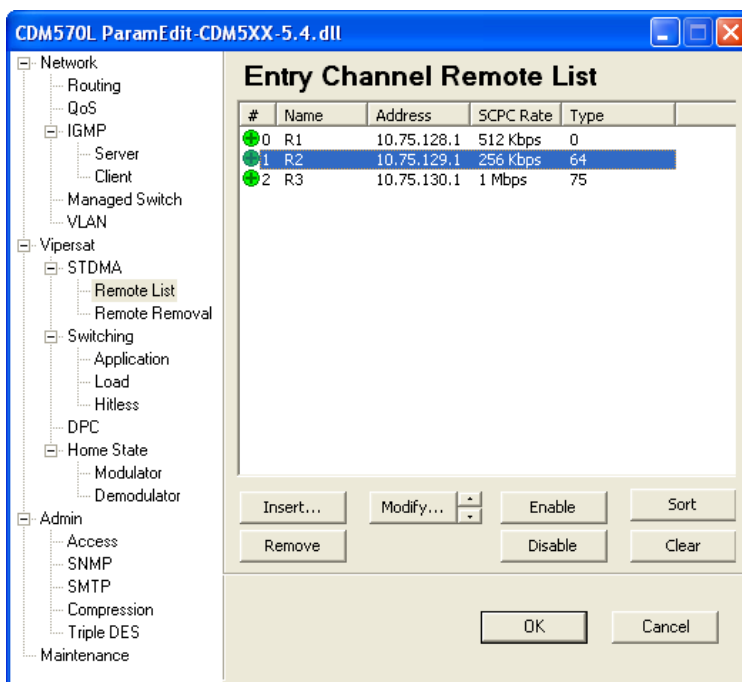 CDM570L ParamEdit-CDM5XX-5.4.dll
Network
Routing
QoS
IGMP
Server
Client
Managed Switch
VLAN
Vipersat
STDMA
Remote List
Remote Removal
Switching
Application
Load
Hitless
DPC
Home State
Modulator
Demodulator
Admin
Access
SNMP
SMTP
Compression
Triple DES
Maintenance
Entry Channel Remote List
# Name Address SCPC Rate Type
0 R1 10.75.128.1 512 Kbps 0
1 R2 10.75.129.1 256 Kbps 64
2 R3 10.75.130.1 1 Mbps 75
Insert... Modify... Enable Sort
Remove Disable Clear
OK Cancel